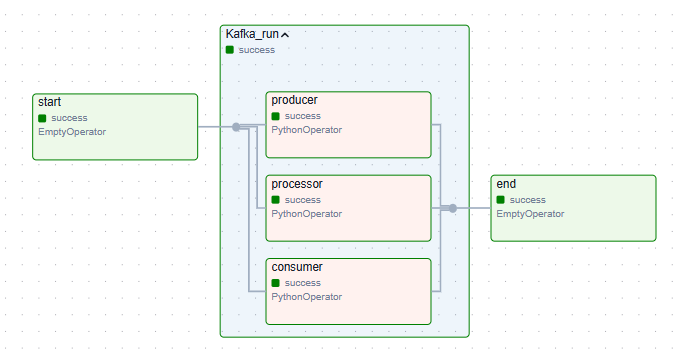 Kafka_run
success
start
success
EmptyOperator
producer
success
PythonOperator
processor
success
PythonOperator
consumer
success
PythonOperator
end
success
EmptyOperator